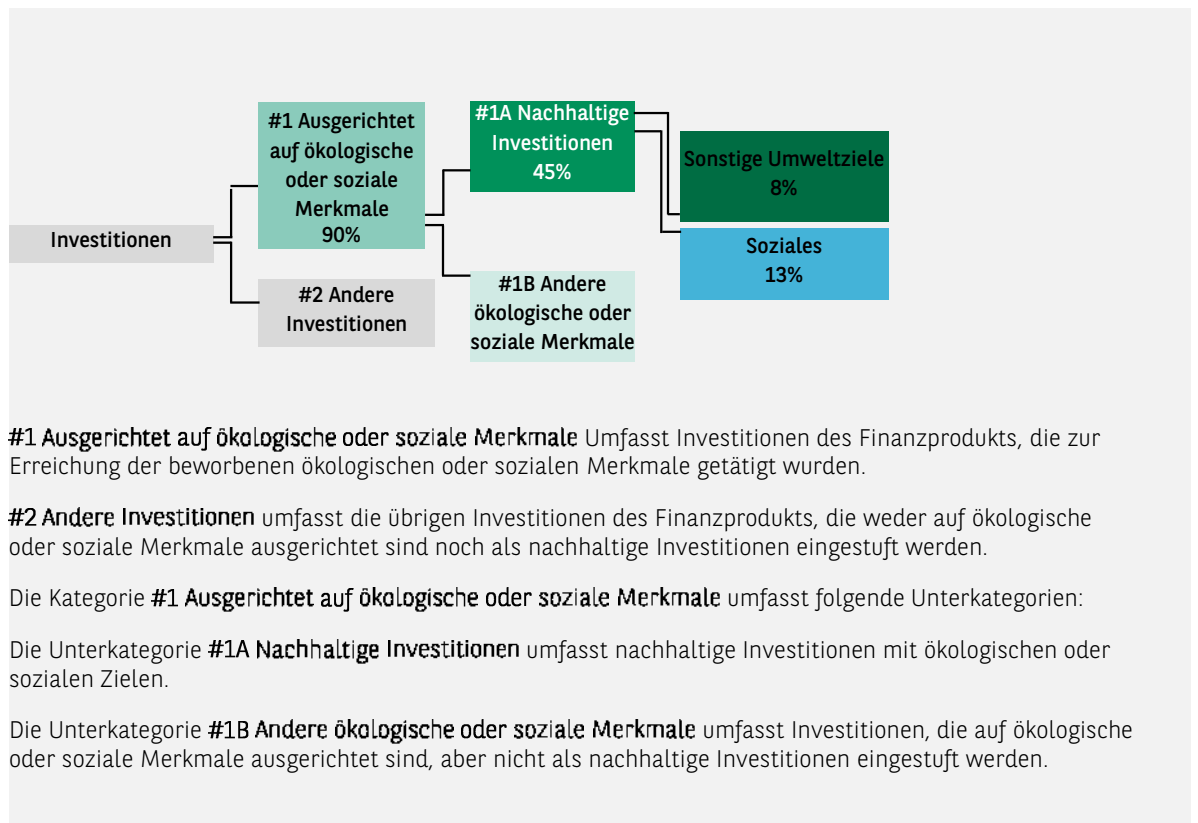 #1 Ausgerichtet
auf ökologische
oder soziale
Merkmale
90%
#1A Nachhaltige
Investitionen
45%
Sonstige Umweltziele
8%
Investitionen
Soziales
13%
#2 Andere
Investitionen
#1B Andere
ökologische oder
soziale Merkmale
#1 Ausgerichtet auf ökologische oder soziale Merkmale Umfasst Investitionen des Finanzprodukts, die zur
Erreichung der beworbenen ökologischen oder sozialen Merkmale getätigt wurden.
#2 Andere Investitionen umfasst die übrigen Investitionen des Finanzprodukts, die weder auf ökologische
oder soziale Merkmale ausgerichtet sind noch als nachhaltige Investitionen eingestuft werden.
Die Kategorie #1 Ausgerichtet auf ökologische oder soziale Merkmale umfasst folgende Unterkategorien:
Die Unterkategorie #1A Nachhaltige Investitionen umfasst nachhaltige Investitionen mit ökologischen oder
sozialen Zielen.
Die Unterkategorie #1B Andere ökologische oder soziale Merkmale umfasst Investitionen, die auf ökologische
oder soziale Merkmale ausgerichtet sind, aber nicht als nachhaltige Investitionen eingestuft werden.